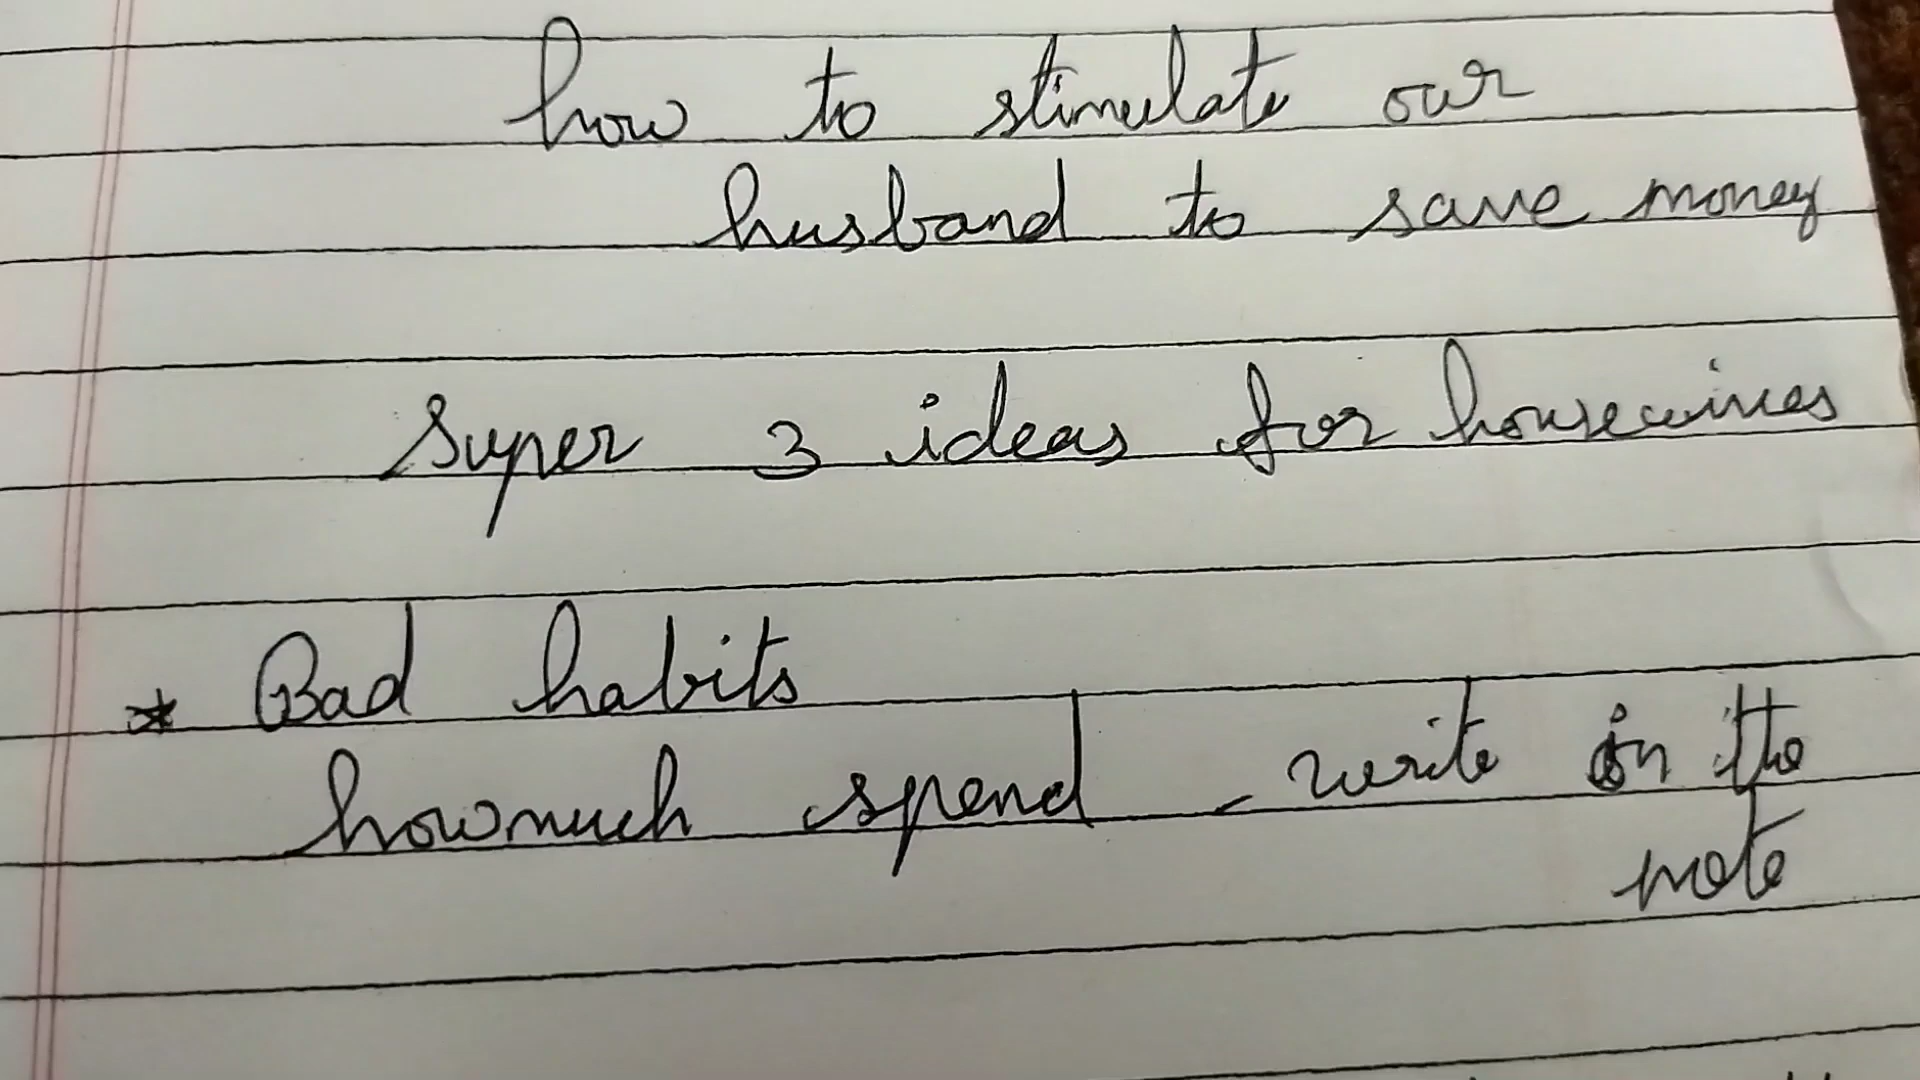 how to stimulate our
husband to save money
Super 3 ideas for housewives
* Bad habits
howmuch spend - write in the
note